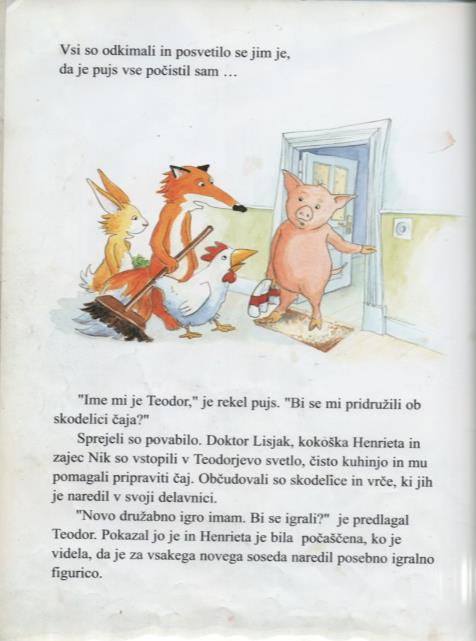 Vsi so odkimali in posvetilo se jim je,
da je pujs vse počistil sam ...
"Ime mi je Teodor," je rekel pujs. "Bi se mi pridružili ob
skodelici čaja?"
Sprejeli so povabilo. Doktor Lisjak, kokoška Henrieta in
zajec Nik so vstopili v Teodorjevo svetlo, čisto kuhinjo in mu
pomagali pripraviti čaj. Občudovali so skodelice in vrče, ki jih
je naredil v svoji delavnici.
"Novo družabno igro imam. Bi se igrali?" je predlagal
Teodor. Pokazal jo je in Henrieta je bila počaščena, ko je
videla, da je za vsakega novega soseda naredil posebno igralno
figurico.